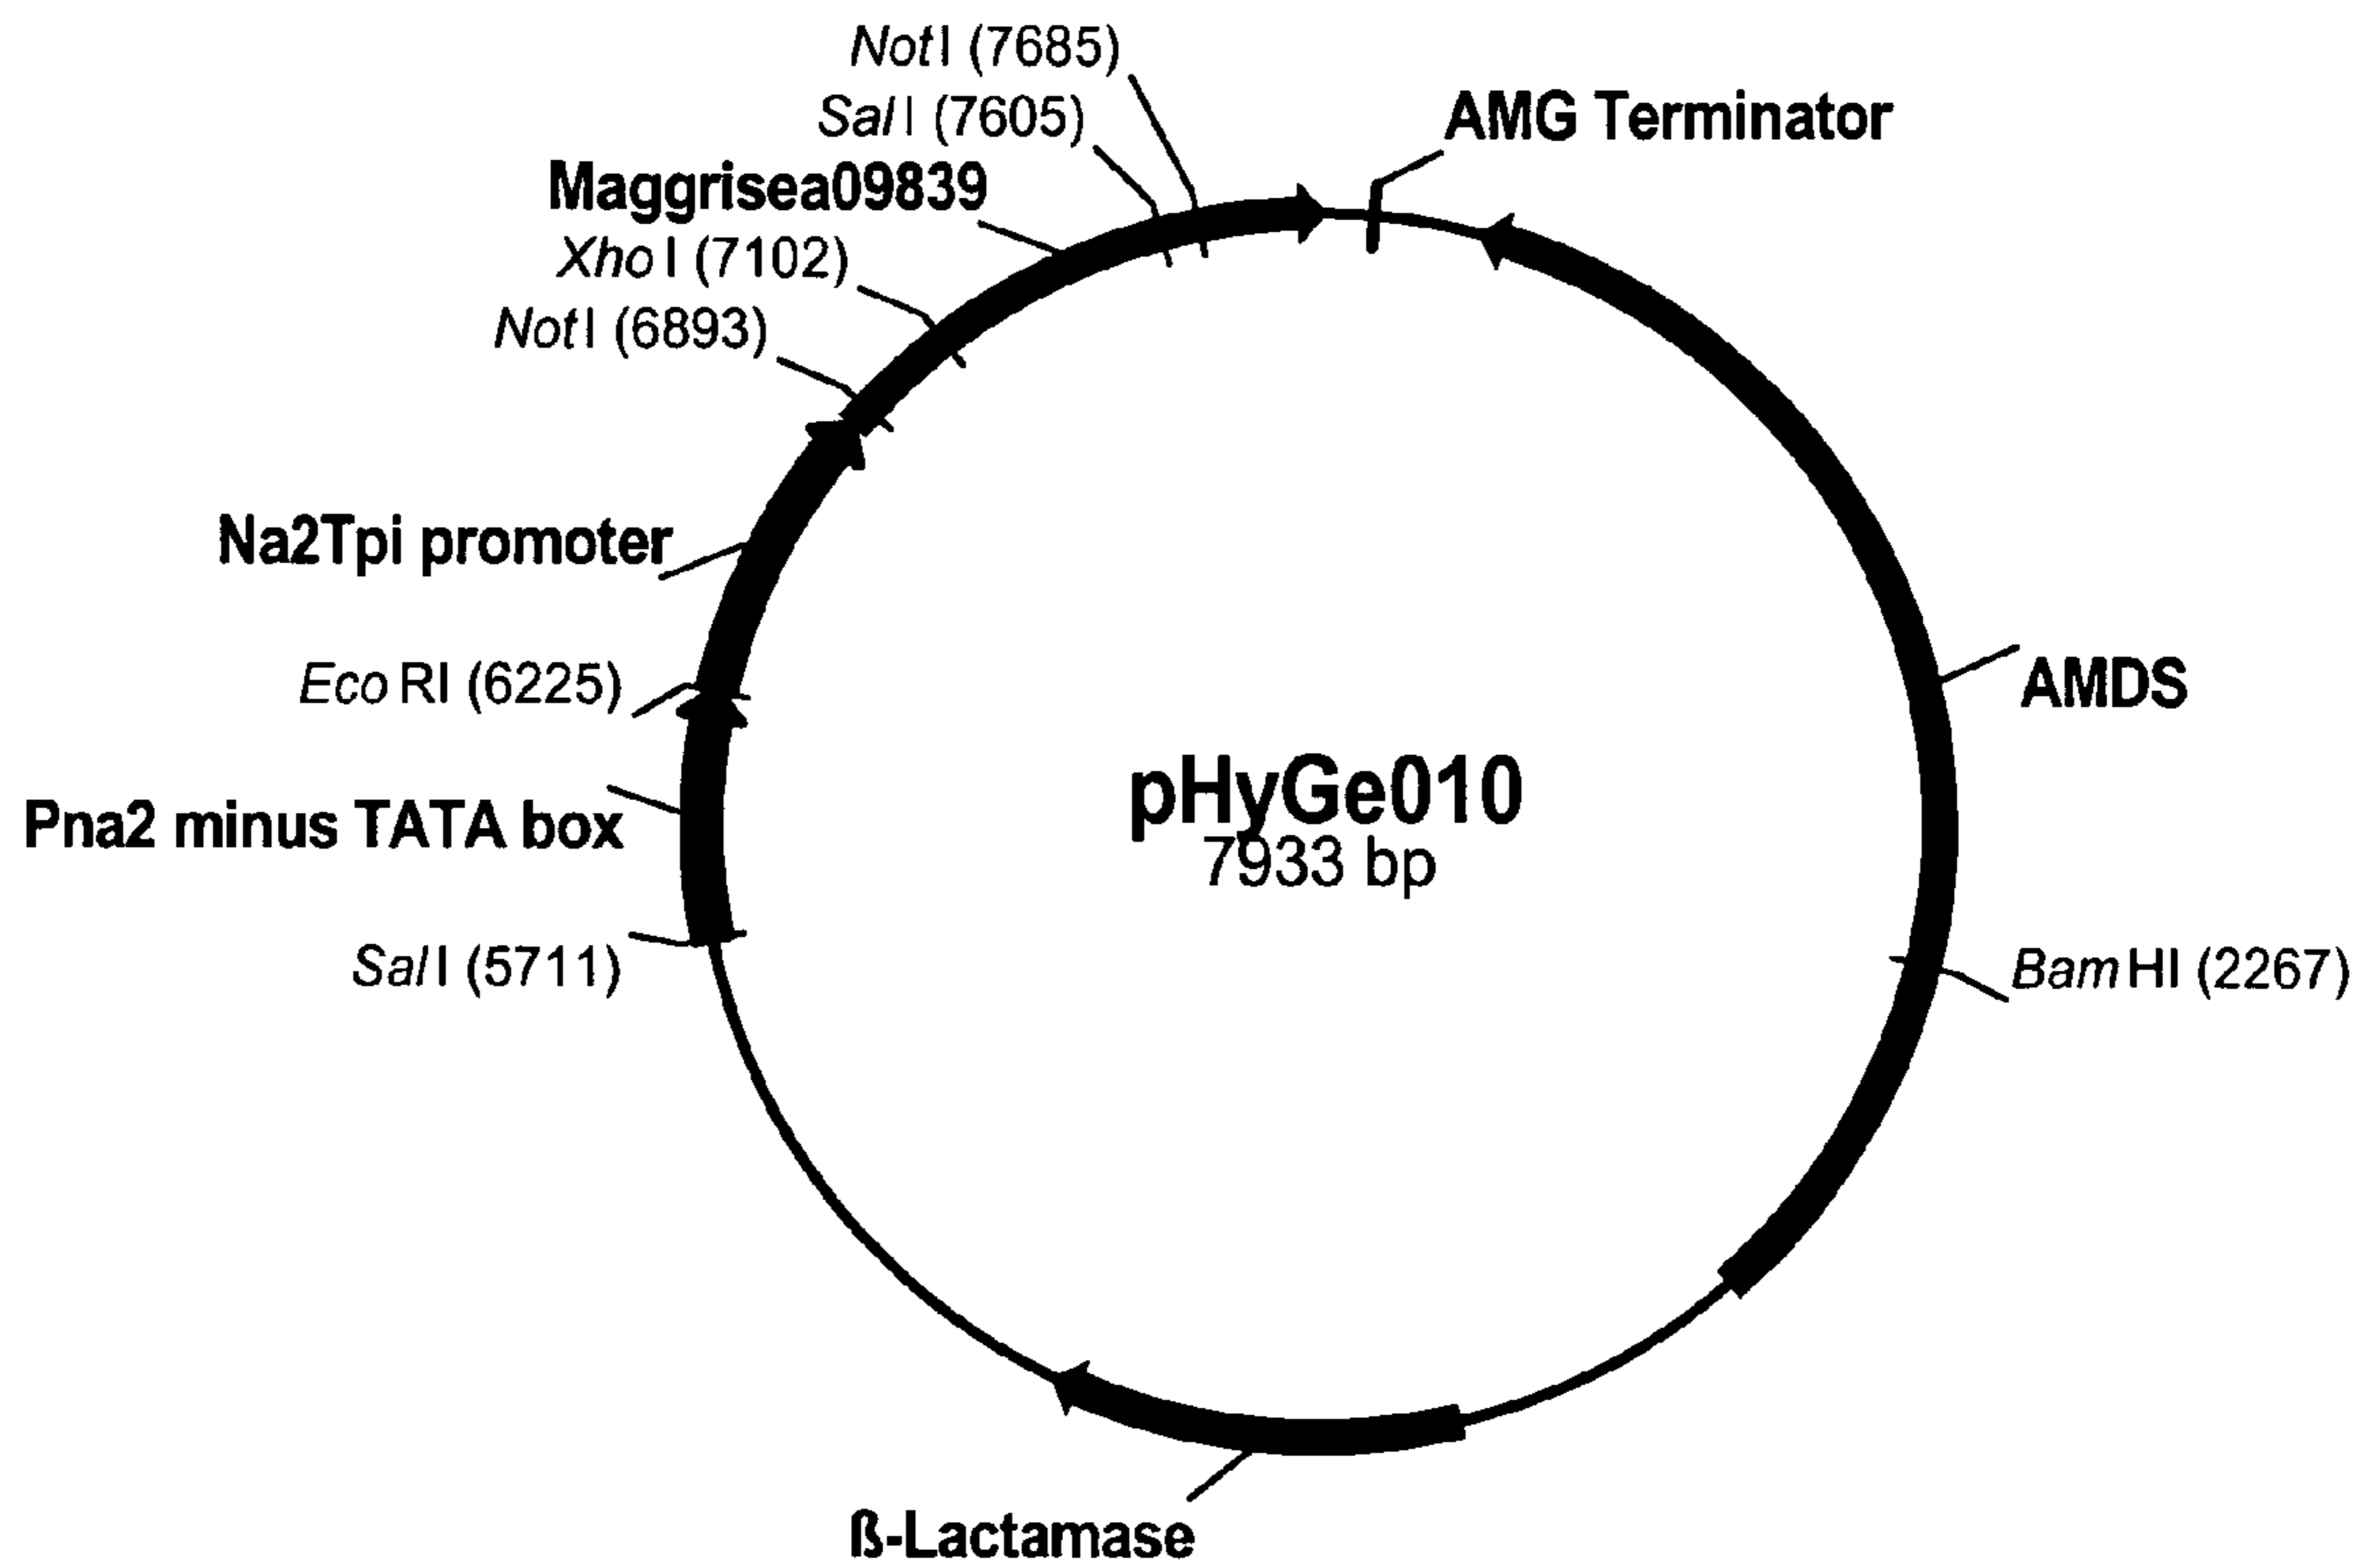 NotI (7685)
SalI (7605)
AMG Terminator
Maggrisea09839
XhoI (7102)
NotI (6893)
Na2Tpi promoter
EcoRI (6225)
AMDS
pHyGe010
7933 bp
Pna2 minus TATA box
SalI (5711)
BamHI (2267)
ß-Lactamase